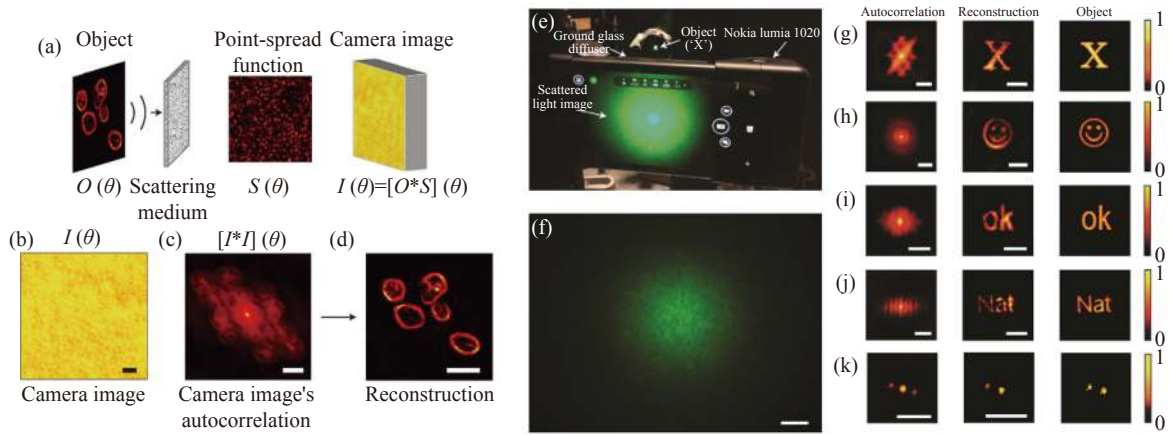 (a)
Object
Point-spread
function
Camera image
O (θ)
Scattering
medium
S (θ)
I (θ)=[O*S] (θ)
(b)
I (θ)
(c)
[I*I] (θ)
(d)
Camera image
Camera image's
autocorrelation
Reconstruction
(e)
Ground glass
diffuser
Object
('X')
Nokia lumia 1020
Scattered
light image
(f)
Autocorrelation
Reconstruction
Object
(g)
X
X
1
0
(h)
1
0
(i)
ok
ok
1
0
(j)
Nat
Nat
1
0
(k)
1
0